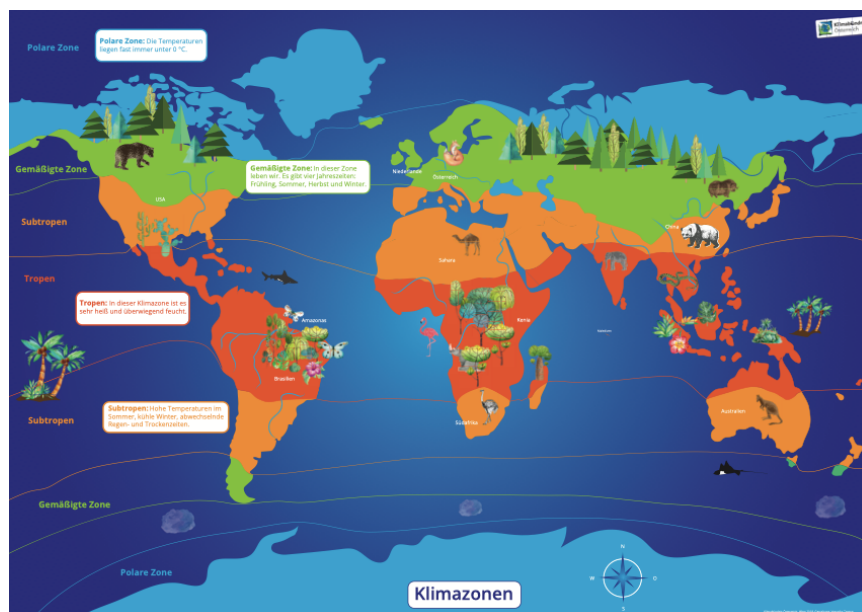 Polare Zone
Polare Zone: Die Temperaturen
liegen fast immer unter 0 °C.
Klimabündnis
Österreich
Gemäßigte Zone
Gemäßigte Zone: In dieser Zone
leben wir. Es gibt vier Jahreszeiten:
Frühling, Sommer, Herbst und Winter.
Niederlande
Österreich
USA
Subtropen
China
Sahara
Tropen
Tropen: In dieser Klimazone ist es
sehr heiß und überwiegend feucht.
Amazonas
Kenia
Brasilien
Subtropen
Subtropen: Hohe Temperaturen im
Sommer, kühle Winter, abwechselnde
Regen- und Trockenzeiten.
Südafrika
Australien
Gemäßigte Zone
Polare Zone
N
W
O
S
Klimazonen